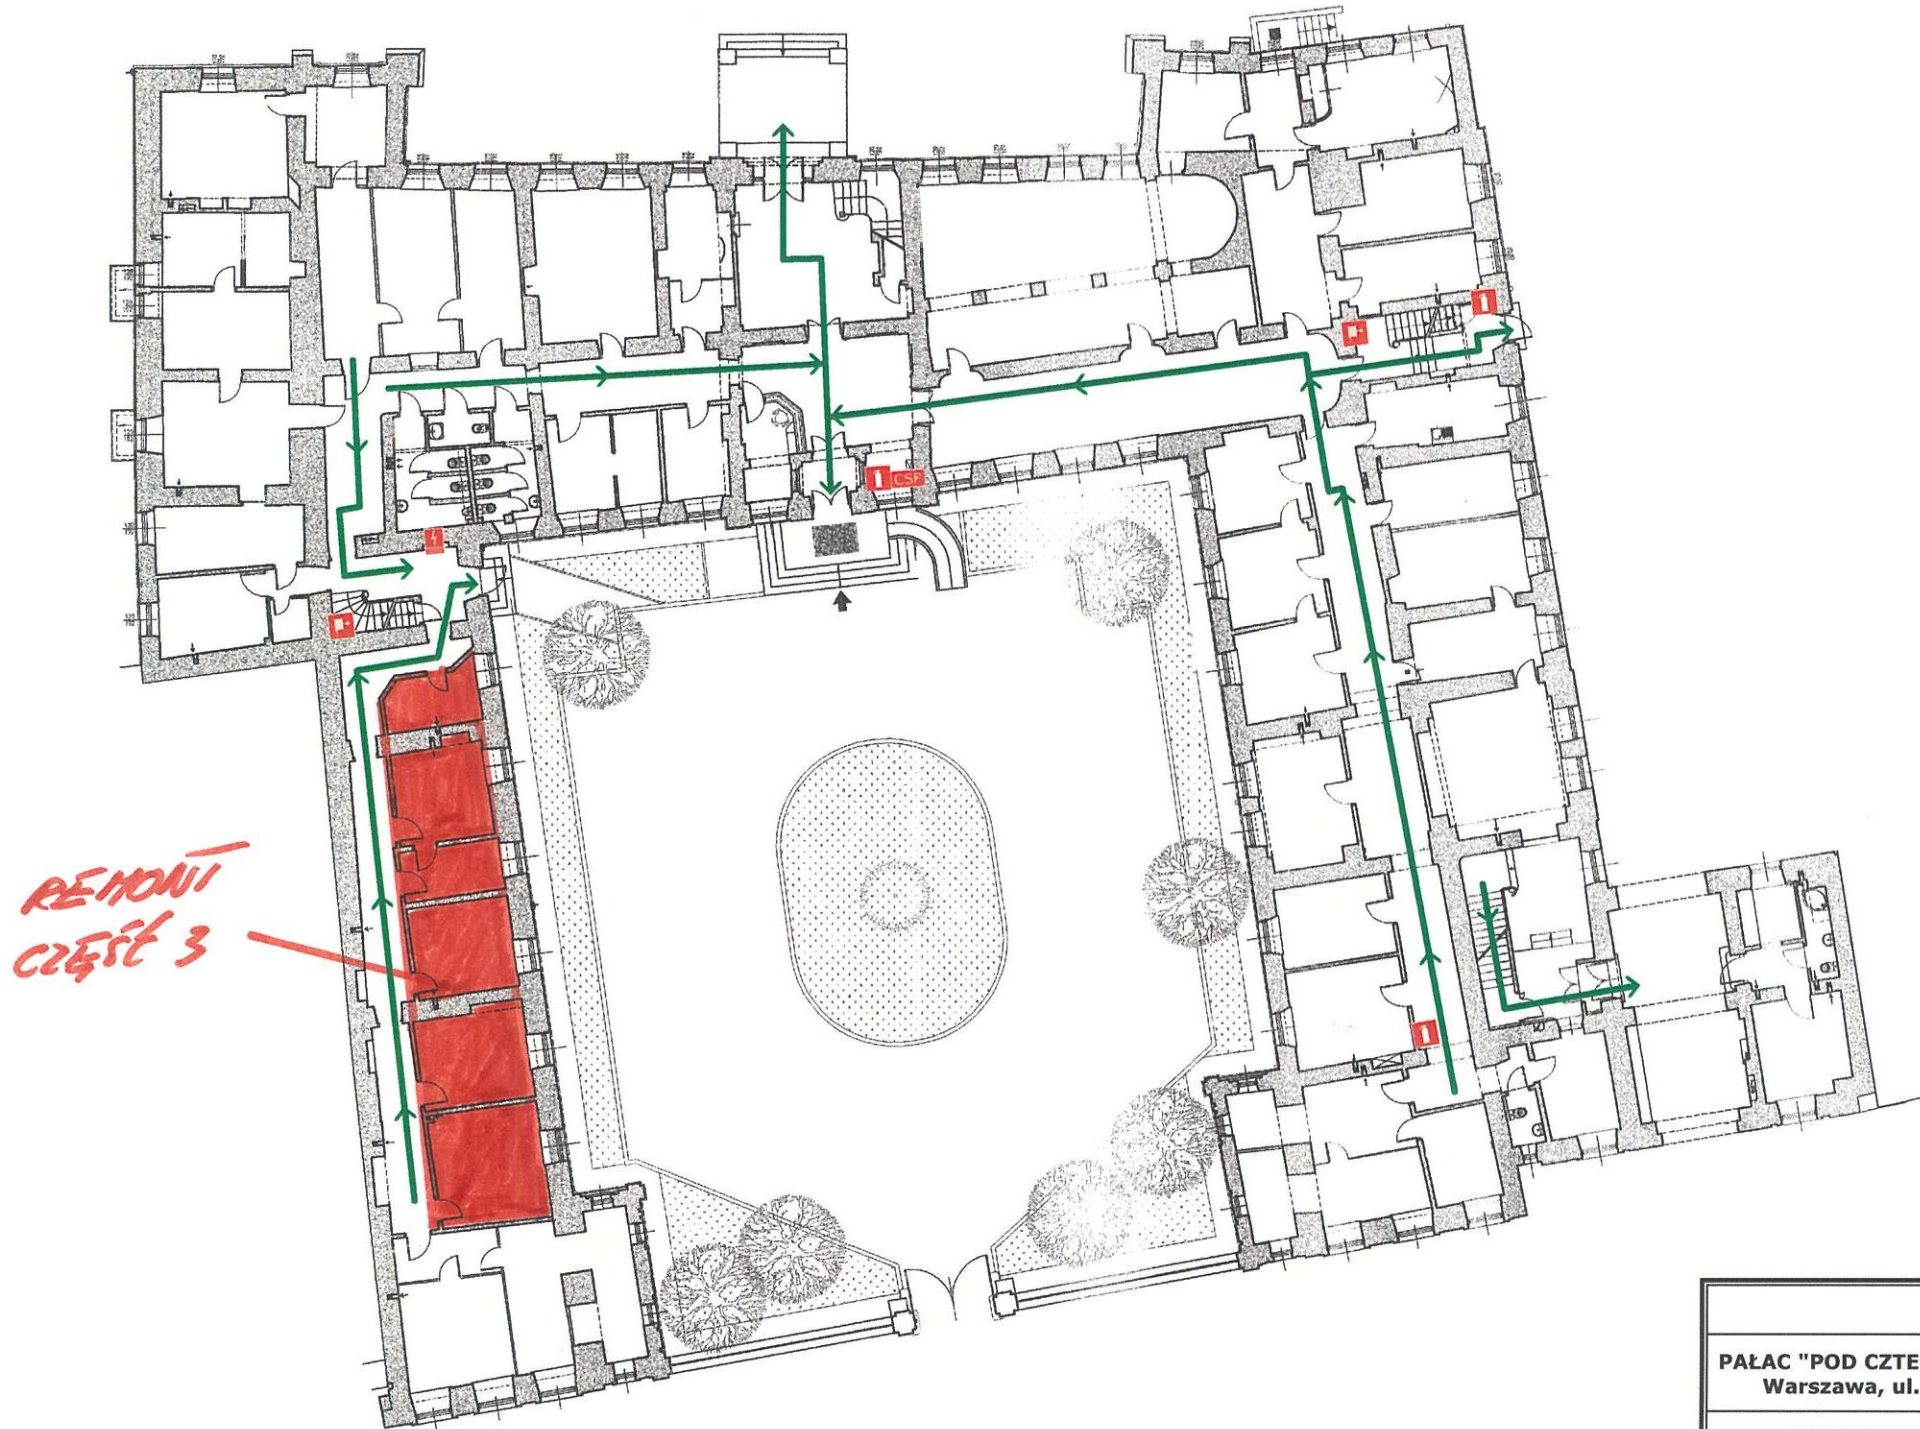 REMONT
CZĘŚĆ 3
CSP
PAŁAC "POD CZTE
Warszawa, ul.